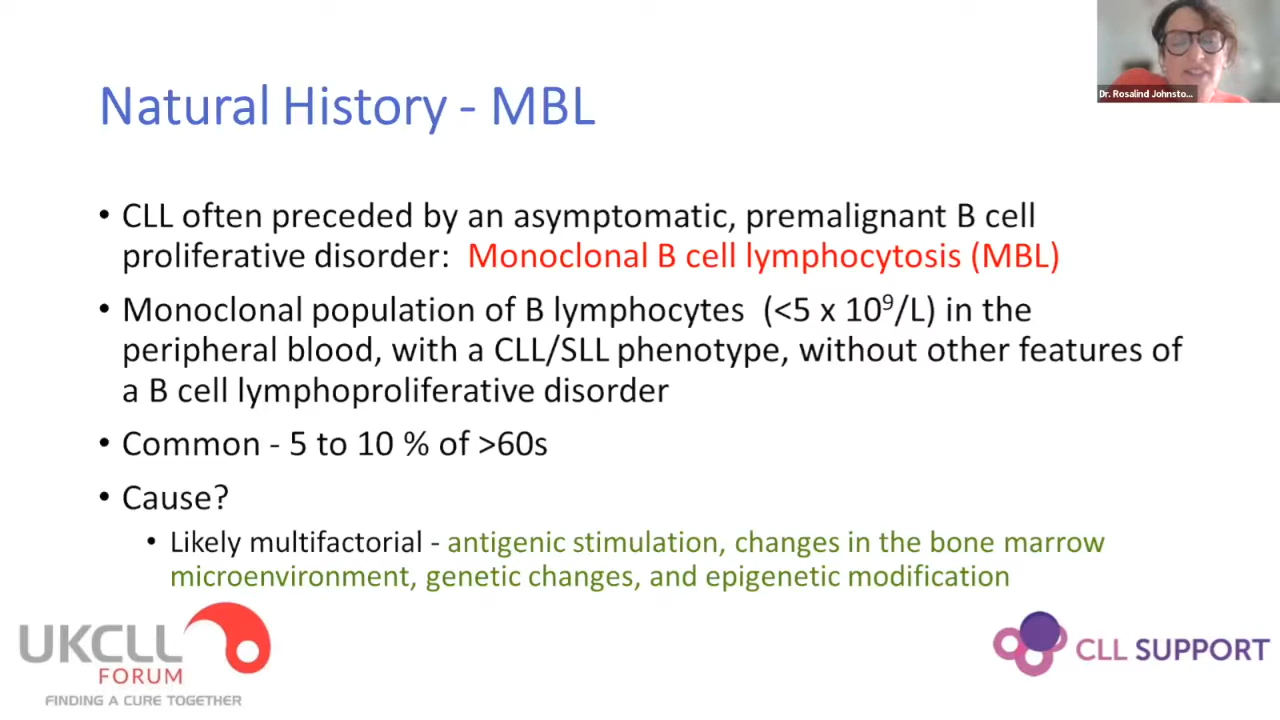 Dr. Rosalind Johnsto...
Natural History - MBL
• CLL often preceded by an asymptomatic, premalignant B cell
proliferative disorder:  Monoclonal B cell lymphocytosis (MBL)
• Monoclonal population of B lymphocytes  (<5 x 10⁹/L) in the
peripheral blood, with a CLL/SLL phenotype, without other features of
a B cell lymphoproliferative disorder
• Common - 5 to 10 % of >60s
• Cause?
• Likely multifactorial - antigenic stimulation, changes in the bone marrow
microenvironment, genetic changes, and epigenetic modification
UKCLL
FORUM
FINDING A CURE TOGETHER
CLL SUPPORT